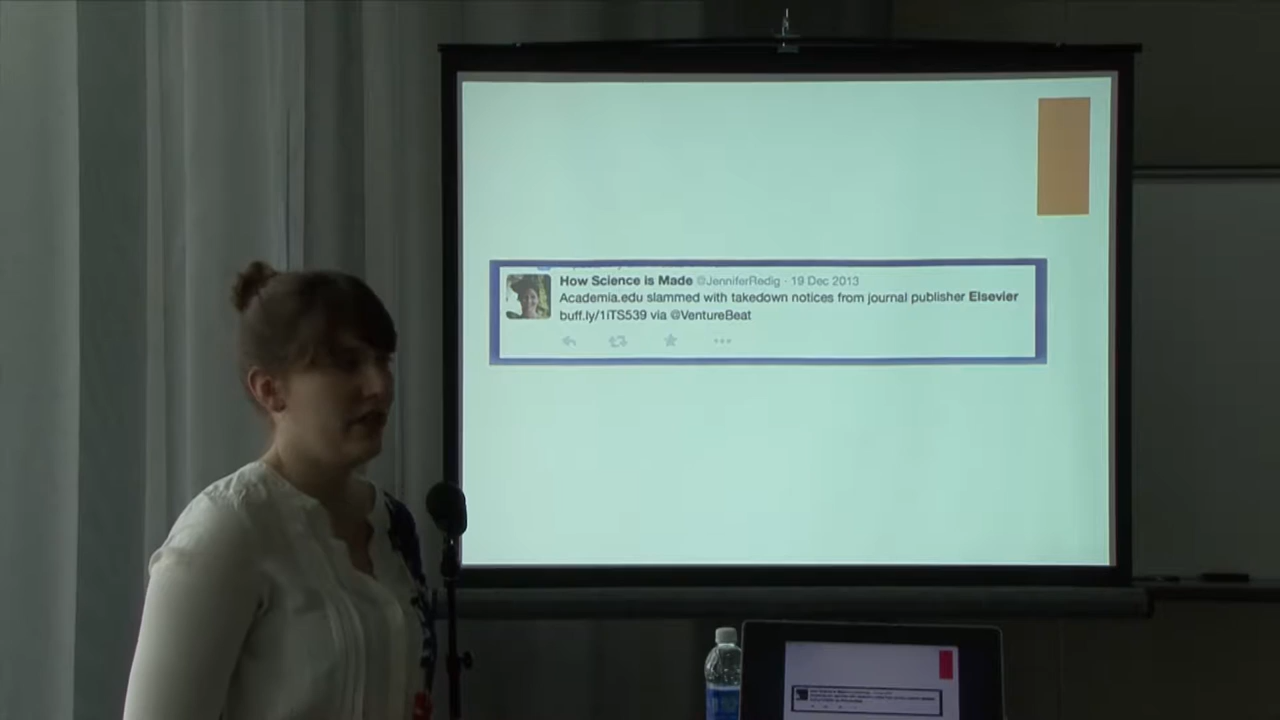 How Science is Made @JenniferRedig · 19 Dec 2013
Academia.edu slammed with takedown notices from journal publisher Elsevier
buff.ly/1iTS539 via @VentureBeat